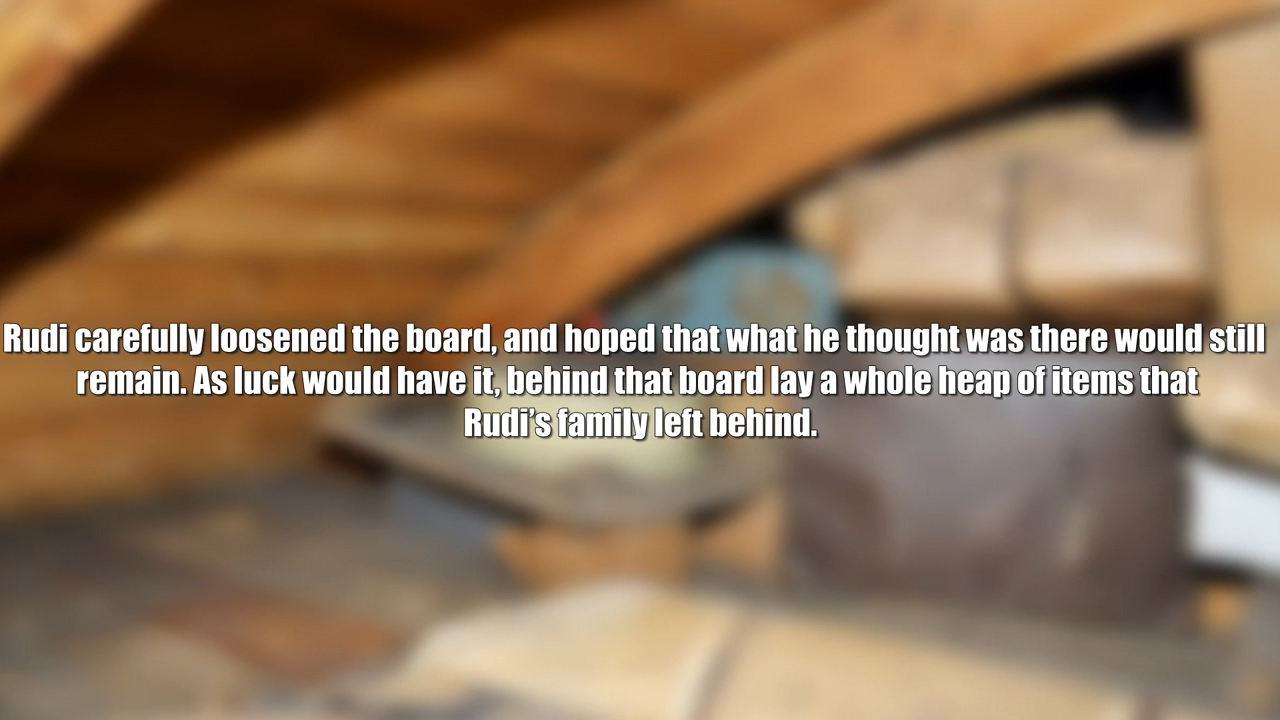 Rudi carefully loosened the board, and hoped that what he thought was there would still
remain. As luck would have it, behind that board lay a whole heap of items that
Rudi’s family left behind.